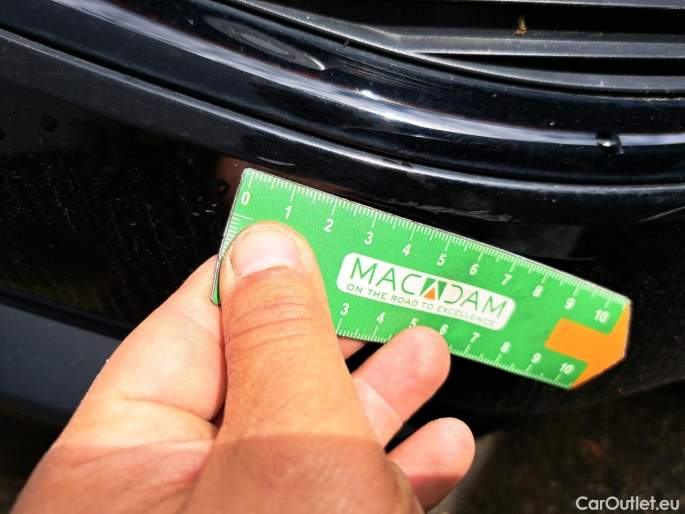 0 1 2 3 4 5 6 7 8 9 10
MACADAM
ON THE ROAD TO EXCELLENCE
3 4 5 6 7 8 9 10
CarOutlet.eu